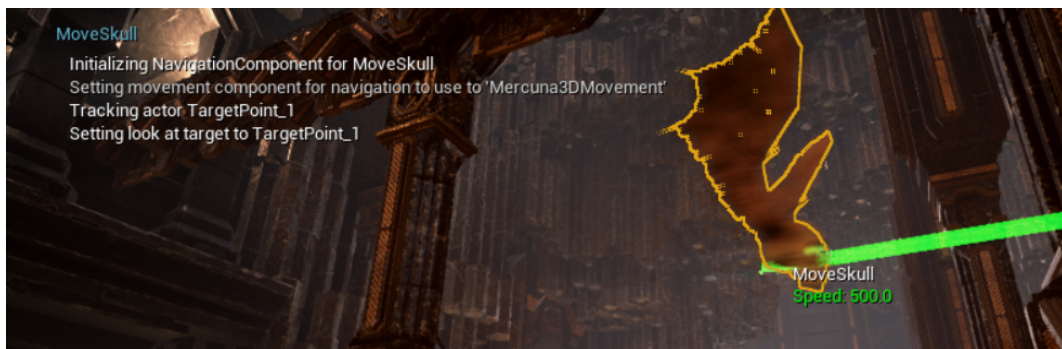 MoveSkull
Initializing NavigationComponent for MoveSkull
Setting movement component for navigation to use to 'Mercuna3DMovement'
Tracking actor TargetPoint_1
Setting look at target to TargetPoint_1
MoveSkull
Speed: 500.0